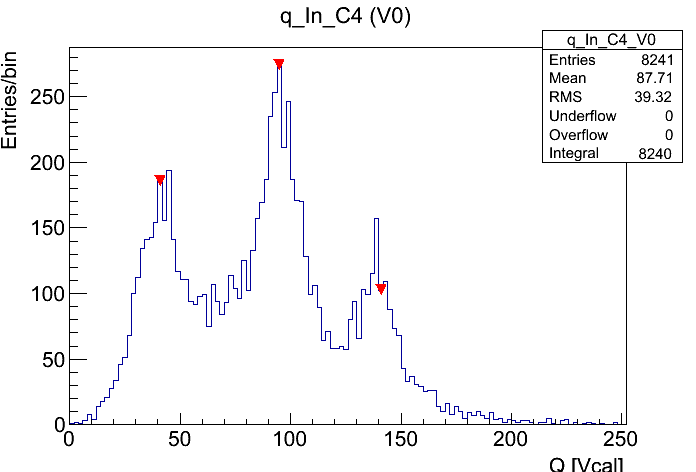 q_In_C4 (V0)
q_In_C4_V0
Entries 8241
Mean 87.71
RMS 39.32
Underflow 0
Overflow 0
Integral 8240
Entries/bin
250
200
150
100
50
0
0 50 100 150 200 250
Q [Vcal]